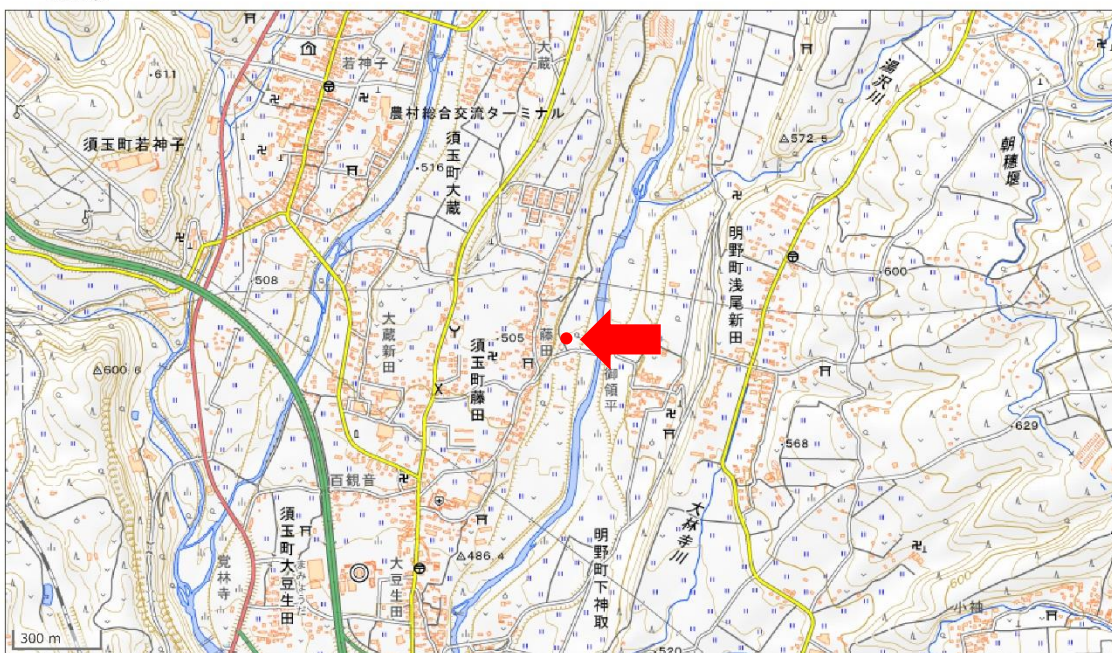 若神子
大蔵
湯沢川
・611
農村総合交流ターミナル
572.5
須玉町若神子
・516
須玉町大蔵
朝穂堰
明野町浅尾新田
・600
・508
大蔵新田
・505
藤田
600.6
須玉町藤田
御領平
・568
・629
百観音
須玉町大豆生田
まみょうだ
486.4
大豆生田
明野町下神取
大林寺川
覚林寺
600
小袖
300 m
・520